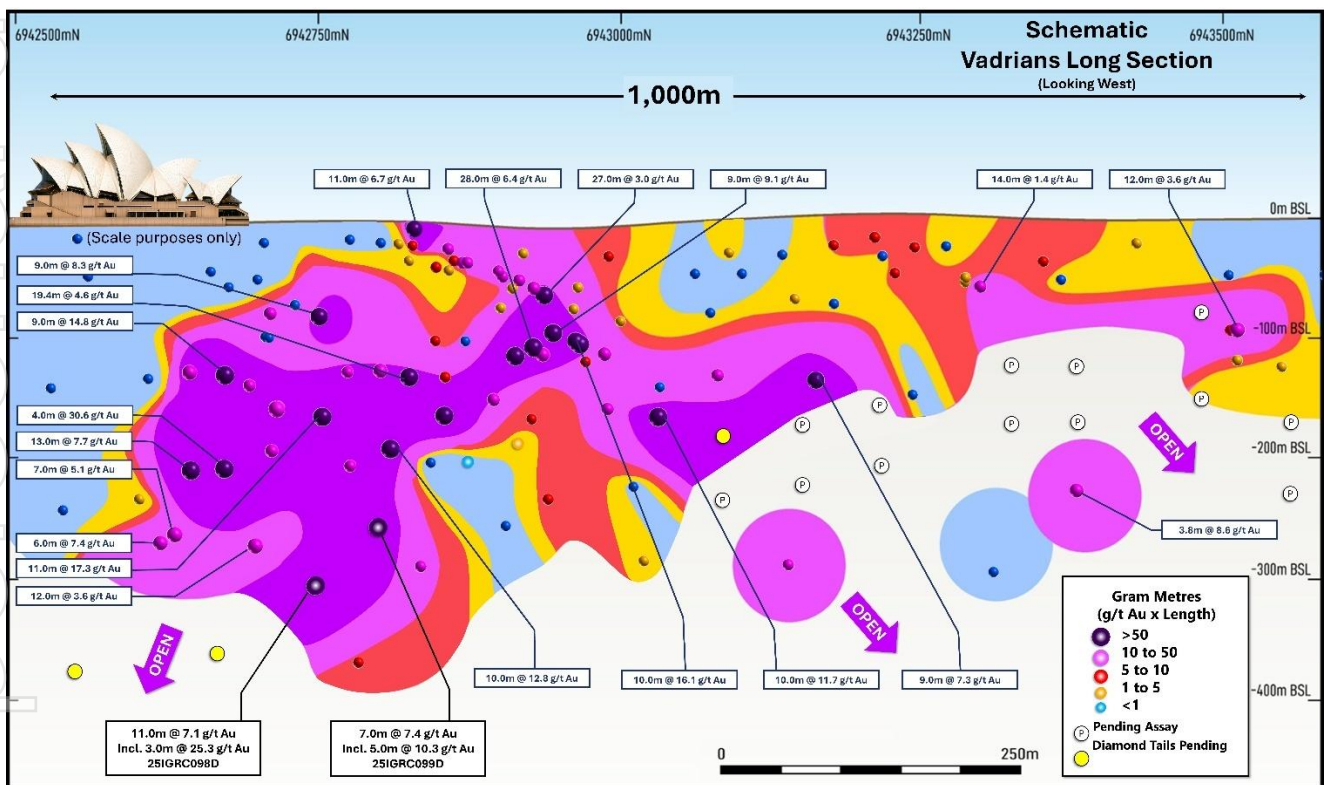 6942500mN
6942750mN
6943000mN
6943250mN
6943500mN
Schematic
Vadrians Long Section
(Looking West)
1,000m
11.0m @ 6.7 g/t Au
28.0m @ 6.4 g/t Au
27.0m @ 3.0 g/t Au
9.0m @ 9.1 g/t Au
14.0m @ 1.4 g/t Au
12.0m @ 3.6 g/t Au
0m BSL
(Scale purposes only)
9.0m @ 8.3 g/t Au
19.4m @ 4.6 g/t Au
9.0m @ 14.8 g/t Au
P
-100m BSL
P
P
P
4.0m @ 30.6 g/t Au
13.0m @ 7.7 g/t Au
7.0m @ 5.1 g/t Au
P
P
P
P
P
OPEN
-200m BSL
P
P
P
P
6.0m @ 7.4 g/t Au
11.0m @ 17.3 g/t Au
12.0m @ 3.6 g/t Au
3.8m @ 8.6 g/t Au
-300m BSL
OPEN
OPEN
10.0m @ 12.8 g/t Au
10.0m @ 16.1 g/t Au
10.0m @ 11.7 g/t Au
9.0m @ 7.3 g/t Au
-400m BSL
Gram Metres
(g/t Au x Length)
>50
10 to 50
5 to 10
1 to 5
<1
P Pending Assay
Diamond Tails Pending
11.0m @ 7.1 g/t Au
Incl. 3.0m @ 25.3 g/t Au
25IGRC098D
7.0m @ 7.4 g/t Au
Incl. 5.0m @ 10.3 g/t Au
25IGRC099D
0
250m